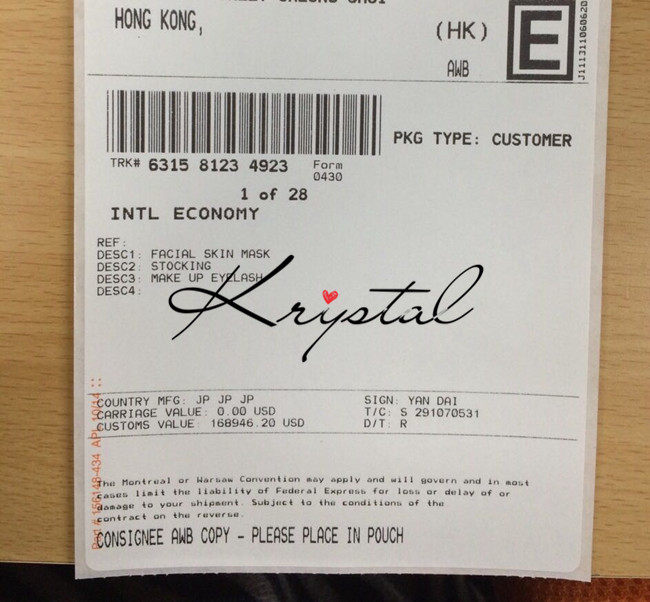 HONG KONG,
(HK)
AWB
E
J111311060620
PKG TYPE: CUSTOMER
TRK# 6315 8123 4923
Form
0430
1 of 28
INTL ECONOMY
REF:
DESC1: FACIAL SKIN MASK
DESC2: STOCKING
DESC3: MAKE UP EYELASH
DESC4:
Krystal
COUNTRY MFG: JP JP JP
CARRIAGE VALUE: 0.00 USD
CUSTOMS VALUE: 168946.20 USD
SIGN: YAN DAI
T/C: S 291070531
D/T: R
The Montreal or Warsaw Convention may apply and will govern and in most
cases limit the liability of Federal Express for loss or delay of or
damage to your shipment. Subject to the conditions of the
contract on the reverse.
CONSIGNEE AWB COPY - PLEASE PLACE IN POUCH